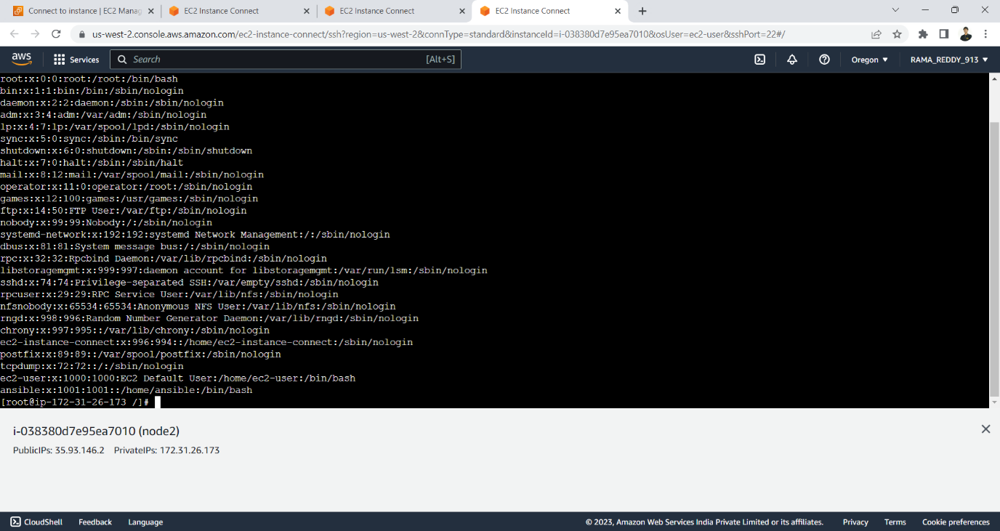 Connect to instance | EC2 Manag
EC2 Instance Connect
EC2 Instance Connect
EC2 Instance Connect
us-west-2.console.aws.amazon.com/ec2-instance-connect/ssh?region=us-west-2&connType=standard&instanceId=i-038380d7e95ea7010&osUser=ec2-user&sshPort=22#/
aws
Services
Search
[Alt+S]
Oregon
RAMA_REDDY_913
root:x:0:0:root:/root:/bin/bash
bin:x:1:1:bin:/bin:/sbin/nologin
daemon:x:2:2:daemon:/sbin:/sbin/nologin
adm:x:3:4:adm:/var/adm:/sbin/nologin
lp:x:4:7:lp:/var/spool/lpd:/sbin/nologin
sync:x:5:0:sync:/sbin:/bin/sync
shutdown:x:6:0:shutdown:/sbin:/sbin/shutdown
halt:x:7:0:halt:/sbin:/sbin/halt
mail:x:8:12:mail:/var/spool/mail:/sbin/nologin
operator:x:11:0:operator:/root:/sbin/nologin
games:x:12:100:games:/usr/games:/sbin/nologin
ftp:x:14:50:FTP User:/var/ftp:/sbin/nologin
nobody:x:99:99:Nobody:/:/sbin/nologin
systemd-network:x:192:192:systemd Network Management:/:/sbin/nologin
dbus:x:81:81:System message bus:/:/sbin/nologin
rpc:x:32:32:Rpcbind Daemon:/var/lib/rpcbind:/sbin/nologin
libstoragemgmt:x:999:997:daemon account for libstoragemgmt:/var/run/lsm:/sbin/nologin
sshd:x:74:74:Privilege-separated SSH:/var/empty/sshd:/sbin/nologin
rpcuser:x:29:29:RPC Service User:/var/lib/nfs:/sbin/nologin
nfsnobody:x:65534:65534:Anonymous NFS User:/var/lib/nfs:/sbin/nologin
rngd:x:998:996:Random Number Generator Daemon:/var/lib/rngd:/sbin/nologin
chrony:x:997:995::/var/lib/chrony:/sbin/nologin
ec2-instance-connect:x:996:994::/home/ec2-instance-connect:/sbin/nologin
postfix:x:89:89::/var/spool/postfix:/sbin/nologin
tcpdump:x:72:72::/:/sbin/nologin
ec2-user:x:1000:1000:EC2 Default User:/home/ec2-user:/bin/bash
ansible:x:1001:1001::/home/ansible:/bin/bash
[root@ip-172-31-26-173 /]#
i-038380d7e95ea7010 (node2)
PublicIPs: 35.93.146.2 PrivateIPs: 172.31.26.173
CloudShell
Feedback
Language
© 2023, Amazon Web Services India Private Limited or its affiliates.
Privacy
Terms
Cookie preferences